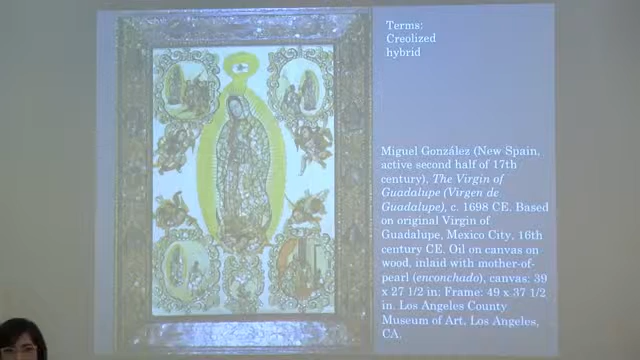 Terms:
Creolized
hybrid
Miguel González (New Spain,
active second half of 17th
century), The Virgin of
Guadalupe (Virgen de
Guadalupe), c. 1698 CE. Based
on original Virgin of
Guadalupe, Mexico City, 16th
century CE. Oil on canvas on
wood, inlaid with mother-of-
pearl (enconchado), canvas: 39
x 27 1/2 in; Frame: 49 x 37 1/2
in. Los Angeles County
Museum of Art, Los Angeles,
CA.